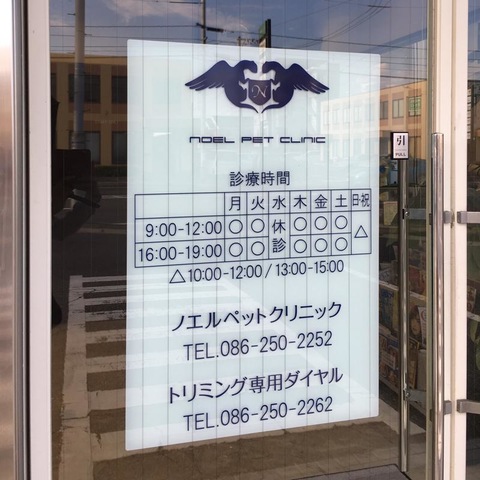 N
NOEL PET CLINIC
引
PULL
診療時間
月 火 水 木 金 土 日・祝
9:00-12:00 〇 〇 休診 〇 〇 〇 △
16:00-19:00 〇 〇 〇 〇 〇
△10:00-12:00 / 13:00-15:00
ノエルペットクリニック
TEL.086-250-2252
トリミング専用ダイヤル
TEL.086-250-2262